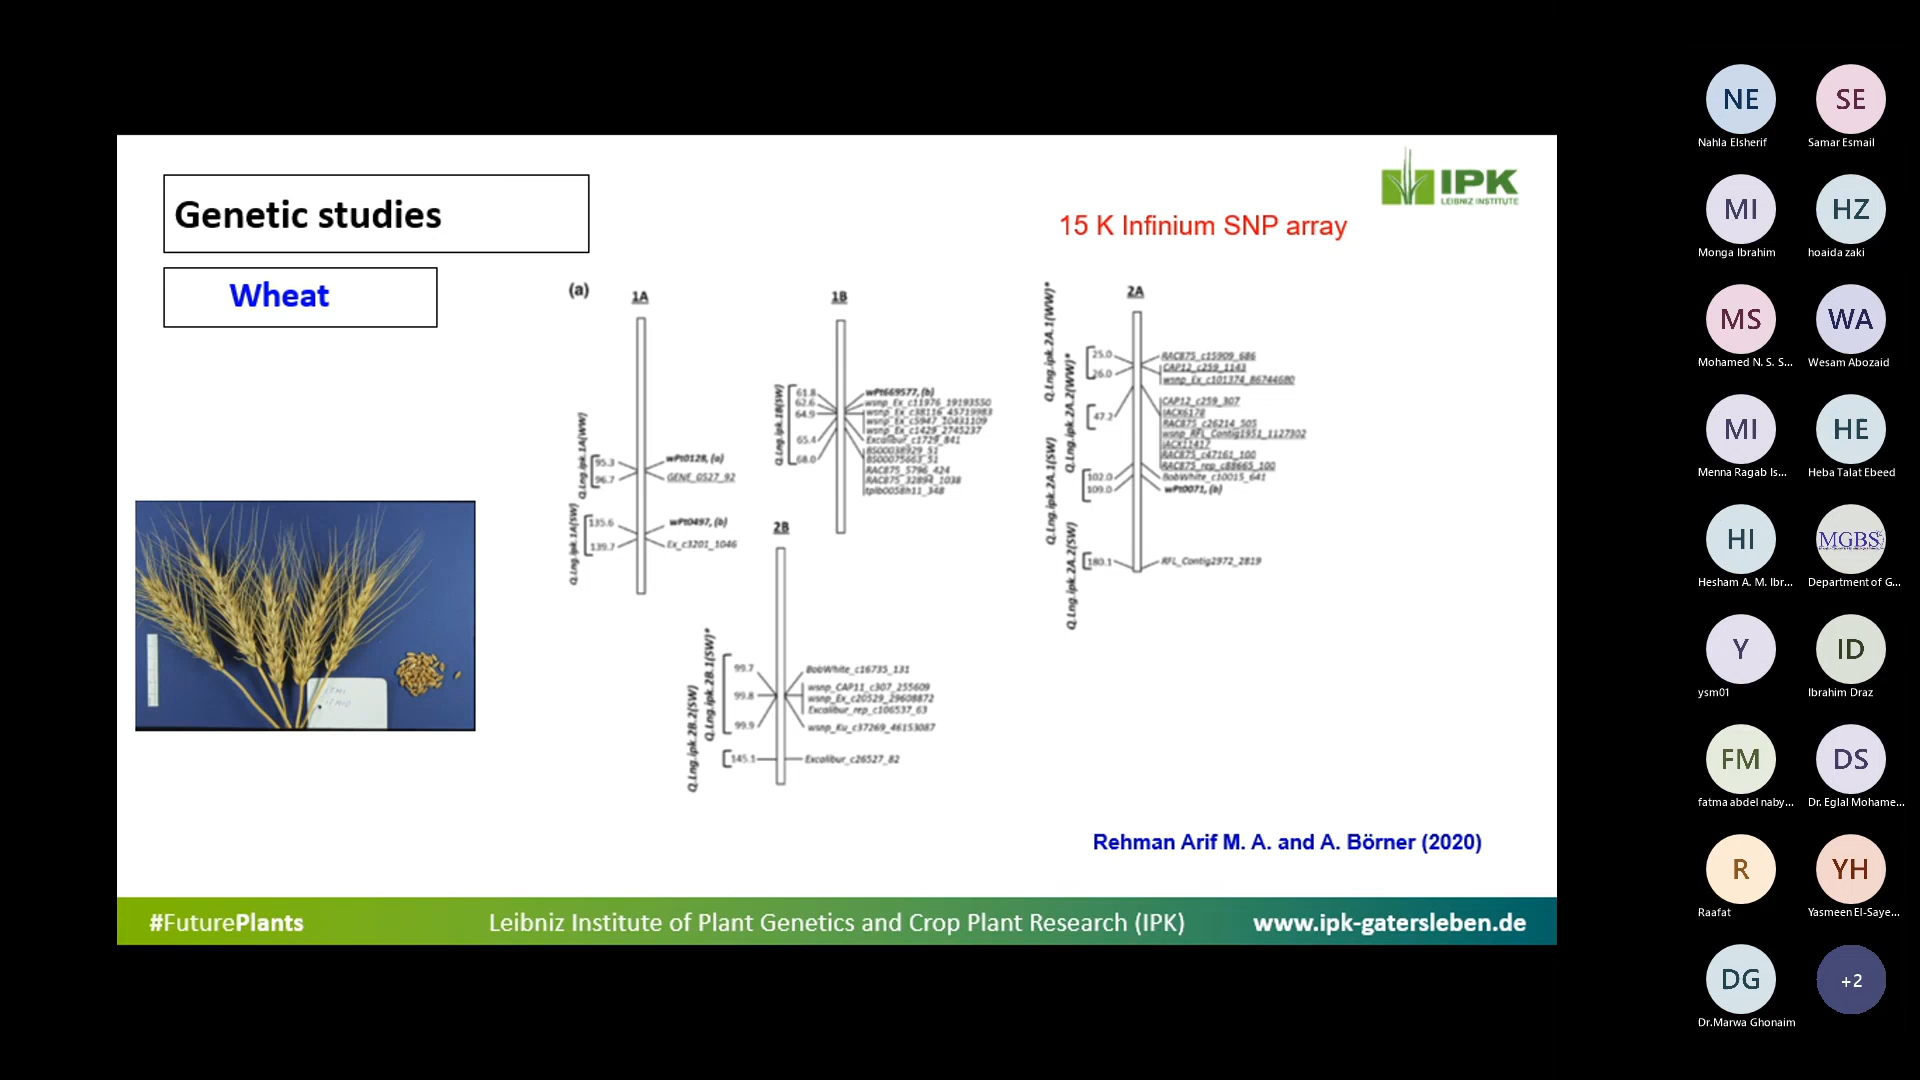 Genetic studies
Wheat
IPK
LEIBNIZ INSTITUTE
15 K Infinium SNP array
(a)
1A
Q.Lng.ipk.1A(WW)
95.3
96.7
wPt0128, (a)
GENE_0527_92
Q.Lng.ipk.1A(SW)
135.6
139.7
wPt0497, (b)
Ex_c3201_1046
1B
Q.Lng.ipk.1B(SW)
61.8
62.6
64.9
65.4
68.0
wPt669577, (b)
wsnp_Ex_c11976_19193550
wsnp_Ex_c38116_45719983
wsnp_Ex_c5947_10431109
wsnp_Ex_c1429_2745237
Excalibur_c1729_841
BS00038929_51
BS00075663_51
RAC875_5796_424
RAC875_32894_1038
tplb0058h11_348
2A
Q.Lng.ipk.2A.1(WW)*
Q.Lng.ipk.2A.2(WW)*
Q.Lng.ipk.2A.1(SW)
Q.Lng.ipk.2A.2(SW)
25.0
26.0
47.2
102.0
109.0
180.1
RAC875_c15909_686
CAP12_c259_1143
wsnp_Ex_c101374_86744680
CAP12_c259_307
IACX6178
RAC875_c26214_505
wsnp_RFL_Contig1951_1127302
IACX11417
RAC875_c47161_100
RAC875_rep_c88665_100
BobWhite_c10015_641
wPt0071, (b)
RFL_Contig2972_2819
2B
Q.Lng.ipk.2B.1(SW)*
Q.Lng.ipk.2B.2(SW)
99.7
99.8
99.9
145.1
BobWhite_c16735_131
wsnp_CAP11_c307_255609
wsnp_Ex_c20529_29608872
Excalibur_rep_c106537_63
wsnp_Ku_c37269_46153087
Excalibur_c26527_82
Rehman Arif M. A. and A. Börner (2020)
#FuturePlants
Leibniz Institute of Plant Genetics and Crop Plant Research (IPK)
www.ipk-gatersleben.de
NE
Nahla Elsherif
SE
Samar Esmail
MI
Monga Ibrahim
HZ
hoaida zaki
MS
Mohamed N. S. S...
WA
Wesam Abozaid
MI
Menna Ragab Is...
HE
Heba Talat Ebeed
HI
Hesham A. M. Ibr...
MGBS
Department of G...
Y
ysm01
ID
Ibrahim Draz
FM
fatma abdel naby...
DS
Dr. Eglal Mohame...
R
Raafat
YH
Yasmeen El-Saye...
DG
Dr.Marwa Ghonaim
+2